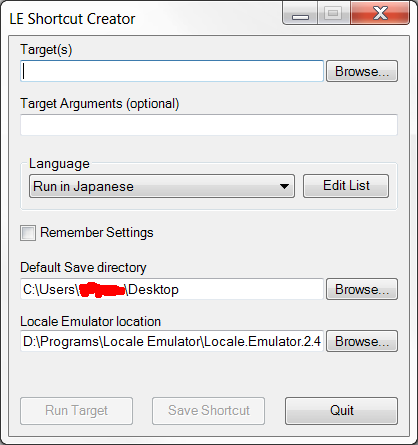 LE Shortcut Creator
Target(s)
Browse...
Target Arguments (optional)
Language
Run in Japanese
Edit List
Remember Settings
Default Save directory
C:\Users\ \Desktop
Browse...
Locale Emulator location
D:\Programs\Locale Emulator\Locale.Emulator.2.4
Browse...
Run Target
Save Shortcut
Quit